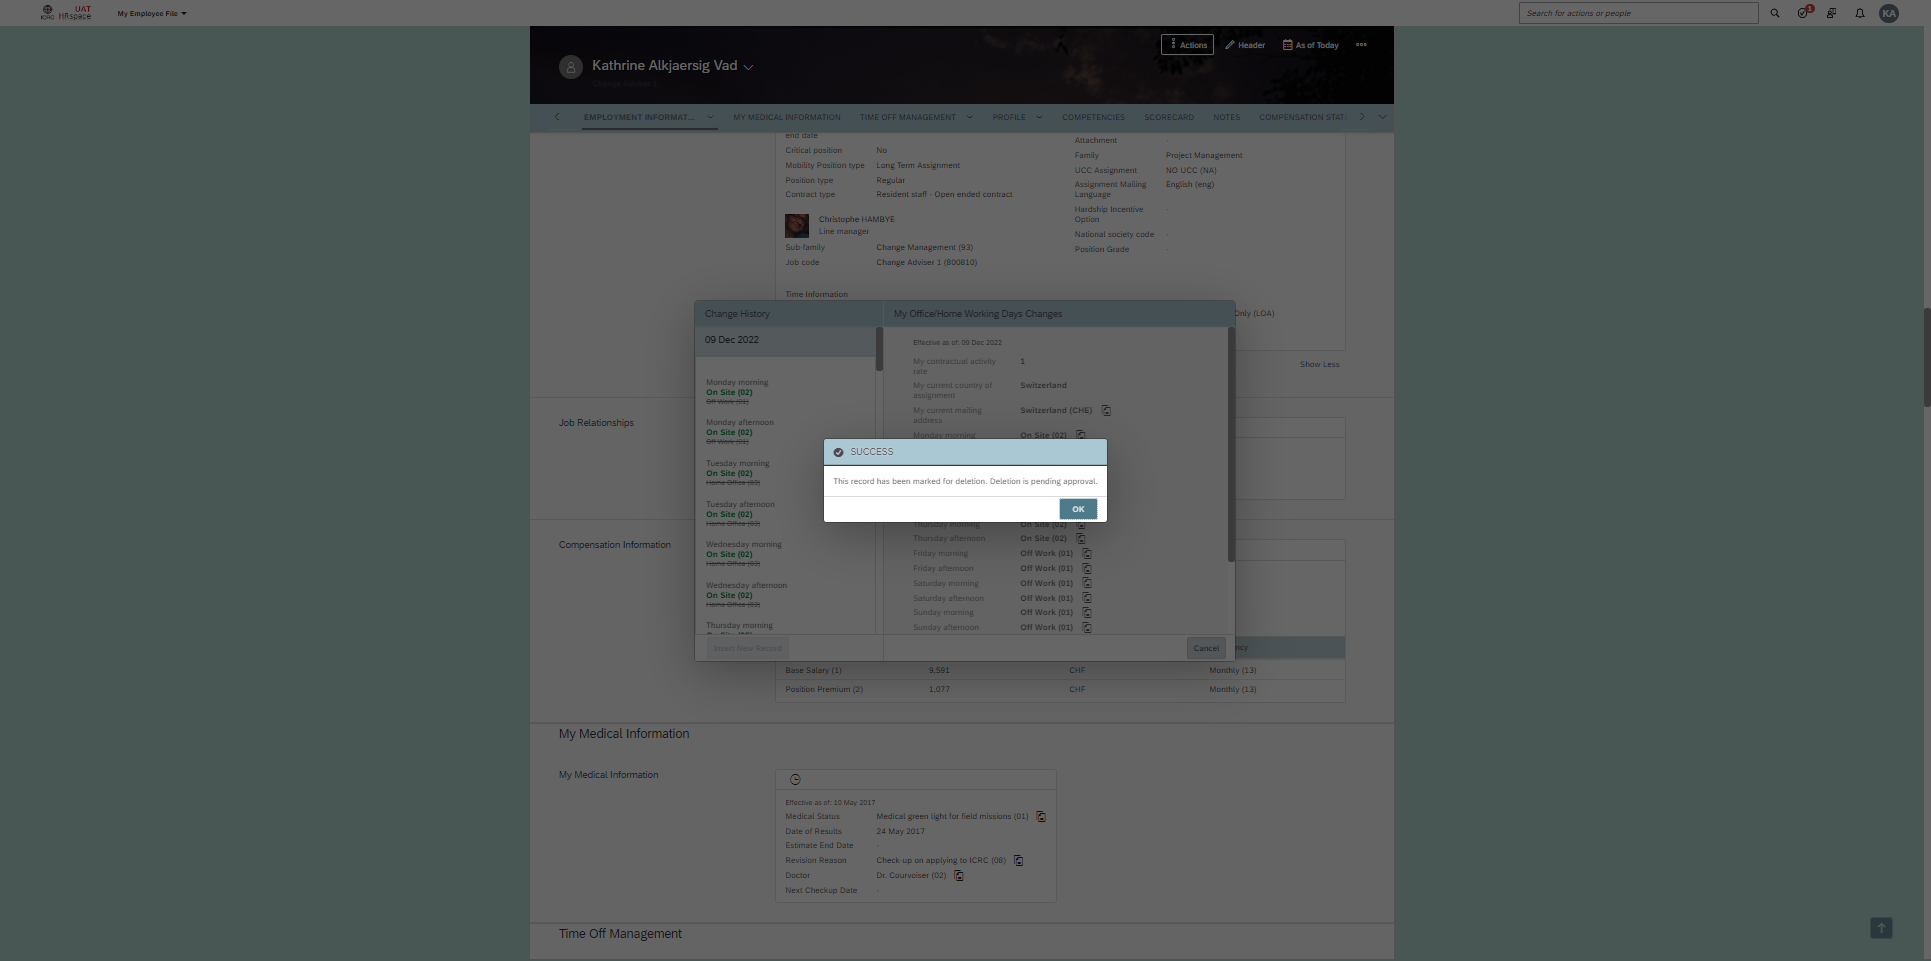 ICRC
UAT
HRspace
My Employee File
Search for actions or people
1
KA
Actions
Header
As of Today
Kathrine Alkjaersig Vad
Change Adviser 1
EMPLOYMENT INFORMAT...
MY MEDICAL INFORMATION
TIME OFF MANAGEMENT
PROFILE
COMPETENCIES
SCORECARD
NOTES
COMPENSATION STAT
end date
Critical position No
Mobility Position type Long Term Assignment
Position type Regular
Contract type Resident staff - Open ended contract
Christophe HAMBYE
Line manager
Sub-family Change Management (93)
Job code Change Adviser 1 (800810)
Time Information
Attachment -
Family Project Management
UCC Assignment NO UCC (NA)
Assignment Mailing English (eng)
Language
Hardship Incentive -
Option
National society code -
Position Grade -
Only (LOA)
Show Less
Job Relationships
Compensation Information
Change History
09 Dec 2022
Monday morning
On Site (02)
Off Work (01)
Monday afternoon
On Site (02)
Off Work (01)
Tuesday morning
On Site (02)
Home Office (03)
Tuesday afternoon
On Site (02)
Home Office (03)
Wednesday morning
On Site (02)
Home Office (03)
Wednesday afternoon
On Site (02)
Home Office (03)
Thursday morning
On Site (02)
Insert New Record
My Office/Home Working Days Changes
Effective as of: 09 Dec 2022
My contractual activity 1
rate
My current country of Switzerland
assignment
My current mailing Switzerland (CHE)
address
Monday morning On Site (02)
SUCCESS
This record has been marked for deletion. Deletion is pending approval.
OK
Thursday morning On Site (02)
Thursday afternoon On Site (02)
Friday morning Off Work (01)
Friday afternoon Off Work (01)
Saturday morning Off Work (01)
Saturday afternoon Off Work (01)
Sunday morning Off Work (01)
Sunday afternoon Off Work (01)
Cancel
ncy
Base Salary (1) 9,591 CHF Monthly (13)
Position Premium (2) 1,077 CHF Monthly (13)
My Medical Information
My Medical Information
Effective as of: 10 May 2017
Medical Status Medical green light for field missions (01)
Date of Results 24 May 2017
Estimate End Date -
Revision Reason Check-up on applying to ICRC (08)
Doctor Dr. Courvoiser (02)
Next Checkup Date -
Time Off Management